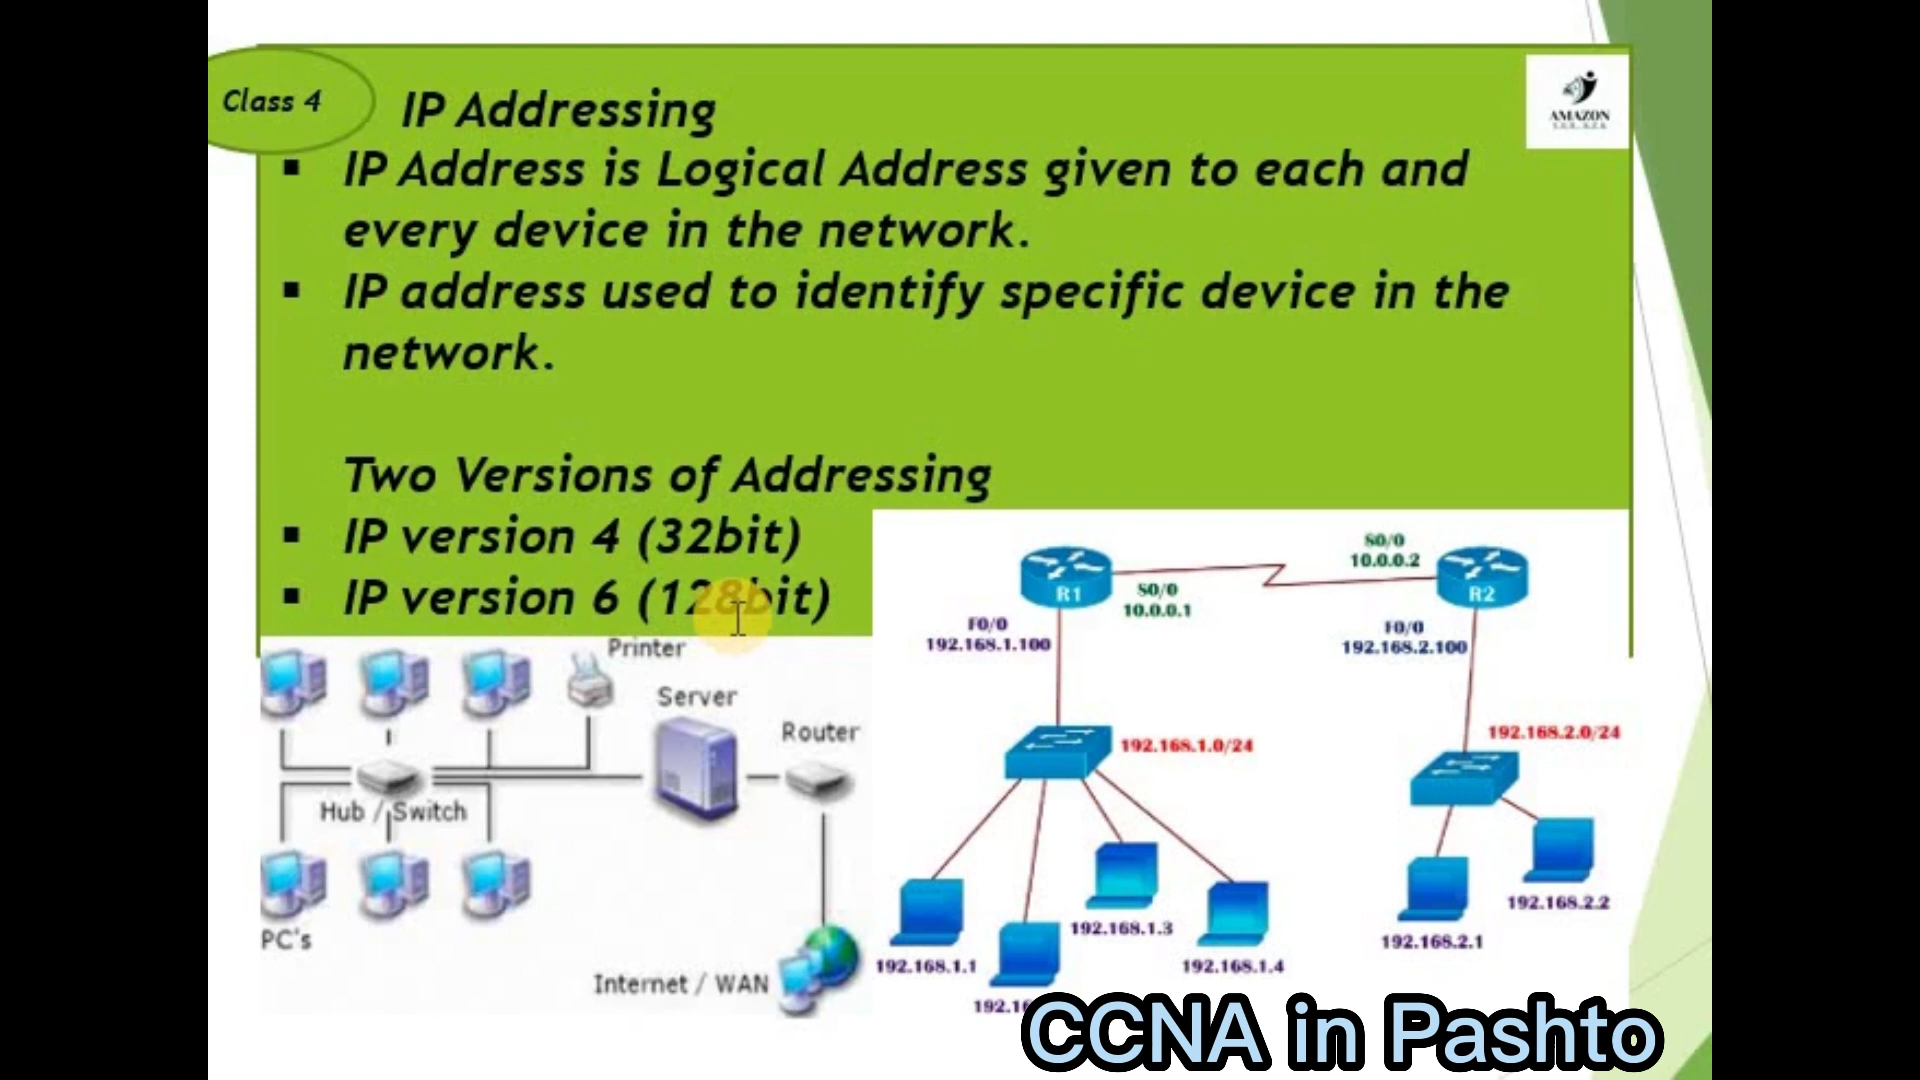 Class 4
IP Addressing
AMAZON
▪ IP Address is Logical Address given to each and
every device in the network.
▪ IP address used to identify specific device in the
network.
Two Versions of Addressing
▪ IP version 4 (32bit)
▪ IP version 6 (128bit)
Printer
Server
Router
Hub / Switch
PC's
Internet / WAN
S0/0
10.0.0.2
R1
S0/0
10.0.0.1
R2
F0/0
192.168.1.100
F0/0
192.168.2.100
192.168.1.0/24
192.168.2.0/24
192.168.1.3
192.168.2.2
192.168.1.1
192.168.1.4
192.168.2.1
CCNA in Pashto